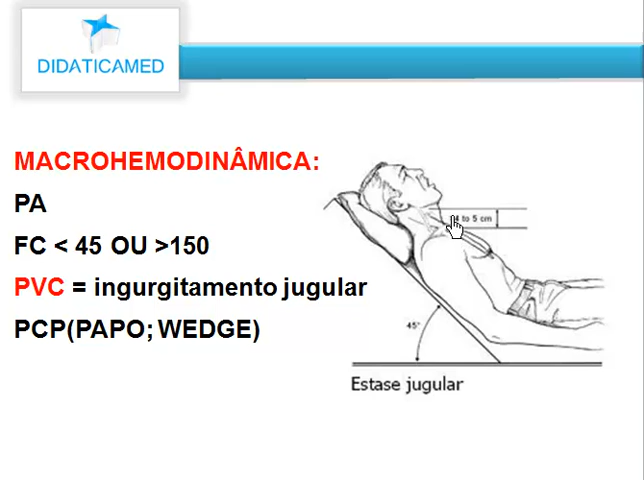 DIDATICAMED
MACROHEMODINÂMICA:
PA
FC < 45 OU >150
PVC = ingurgitamento jugular
PCP(PAPO; WEDGE)
to 5 cm
45°
Estase jugular